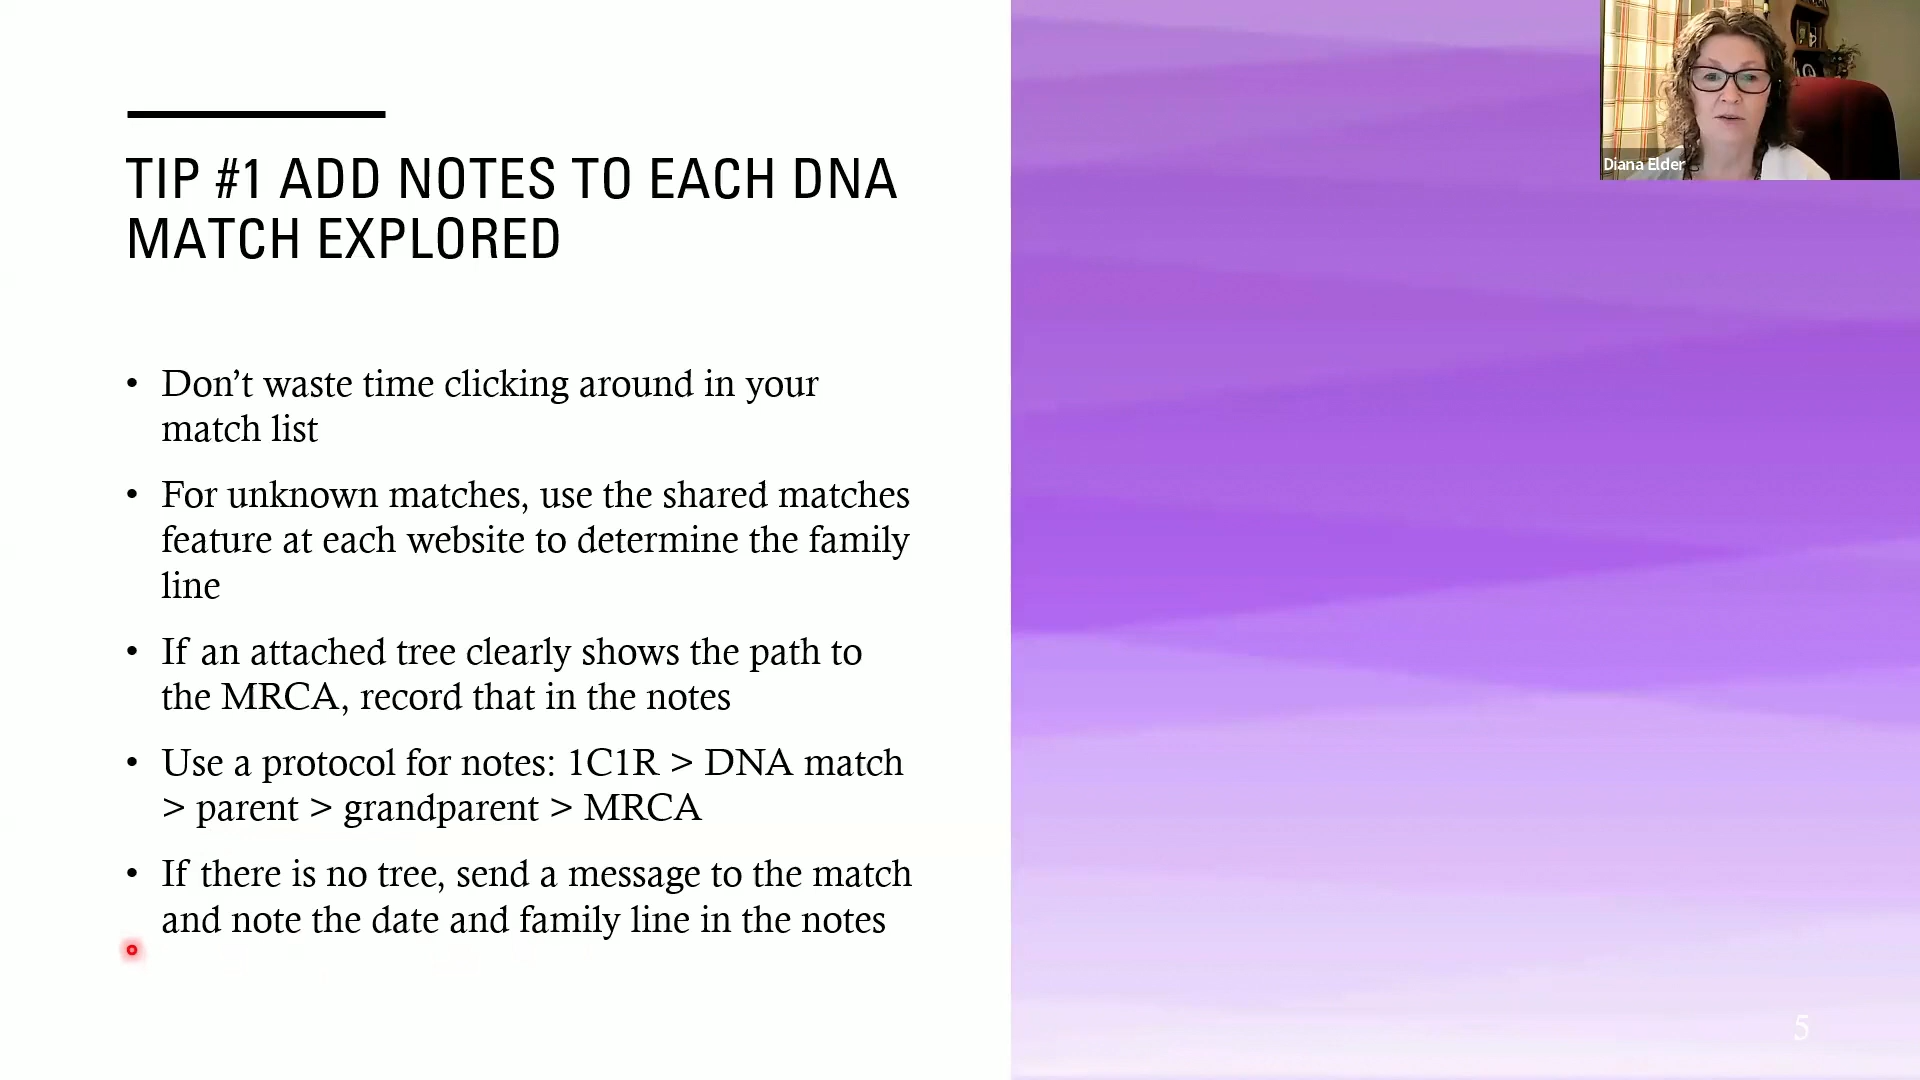 Diana Elder
TIP #1 ADD NOTES TO EACH DNA
MATCH EXPLORED
• Don’t waste time clicking around in your
match list
• For unknown matches, use the shared matches
feature at each website to determine the family
line
• If an attached tree clearly shows the path to
the MRCA, record that in the notes
• Use a protocol for notes: 1C1R > DNA match
> parent > grandparent > MRCA
• If there is no tree, send a message to the match
and note the date and family line in the notes
5